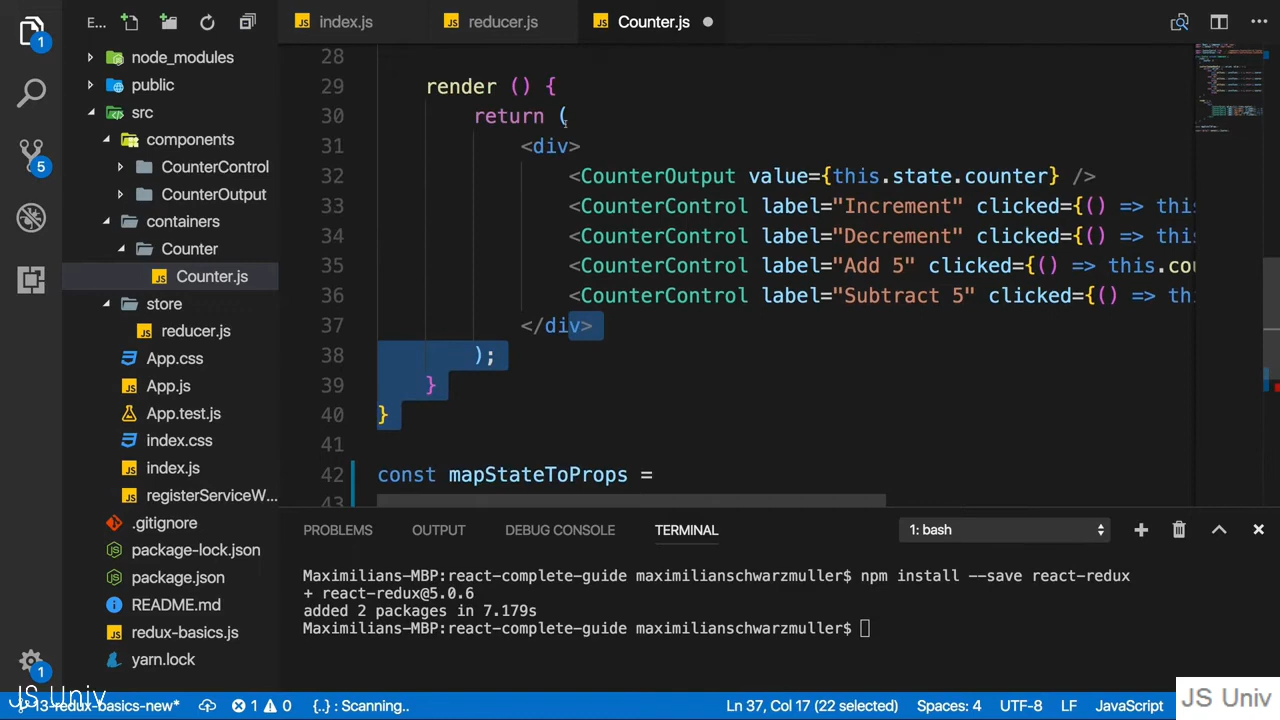 E...
index.js
reducer.js
Counter.js
1
5
1
node_modules
public
src
components
CounterControl
CounterOutput
containers
Counter
Counter.js
store
reducer.js
App.css
App.js
App.test.js
index.css
index.js
registerServiceW...
.gitignore
package-lock.json
package.json
README.md
redux-basics.js
yarn.lock
28
29 render () {
30 return (
31 <div>
32 <CounterOutput value={this.state.counter} />
33 <CounterControl label="Increment" clicked={() => this
34 <CounterControl label="Decrement" clicked={() => this
35 <CounterControl label="Add 5" clicked={() => this.cou
36 <CounterControl label="Subtract 5" clicked={() => th
37 </div>
38 );
39 }
40 }
41
42 const mapStateToProps =
43
PROBLEMS OUTPUT DEBUG CONSOLE TERMINAL 1: bash
Maximilians-MBP:react-complete-guide maximilianschwarzmuller$ npm install --save react-redux
+ react-redux@5.0.6
added 2 packages in 7.179s
Maximilians-MBP:react-complete-guide maximilianschwarzmuller$
JS Univ
13-redux-basics-new* 1 0 {..} : Scanning.. Ln 37, Col 17 (22 selected) Spaces: 4 UTF-8 LF JavaScript
JS Univ